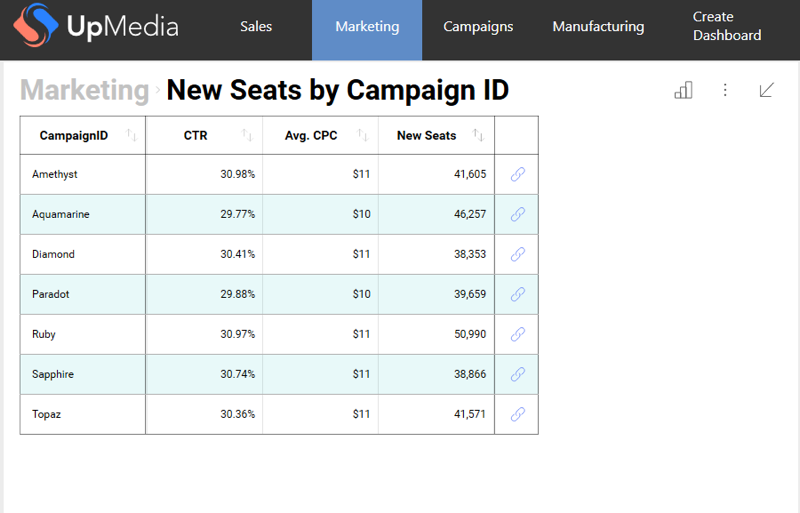 UpMedia Sales Marketing Campaigns Manufacturing Create Dashboard
Marketing › New Seats by Campaign ID
CampaignID CTR Avg. CPC New Seats
Amethyst 30.98% $11 41,605
Aquamarine 29.77% $10 46,257
Diamond 30.41% $11 38,353
Paradot 29.88% $10 39,659
Ruby 30.97% $11 50,990
Sapphire 30.74% $11 38,866
Topaz 30.36% $11 41,571